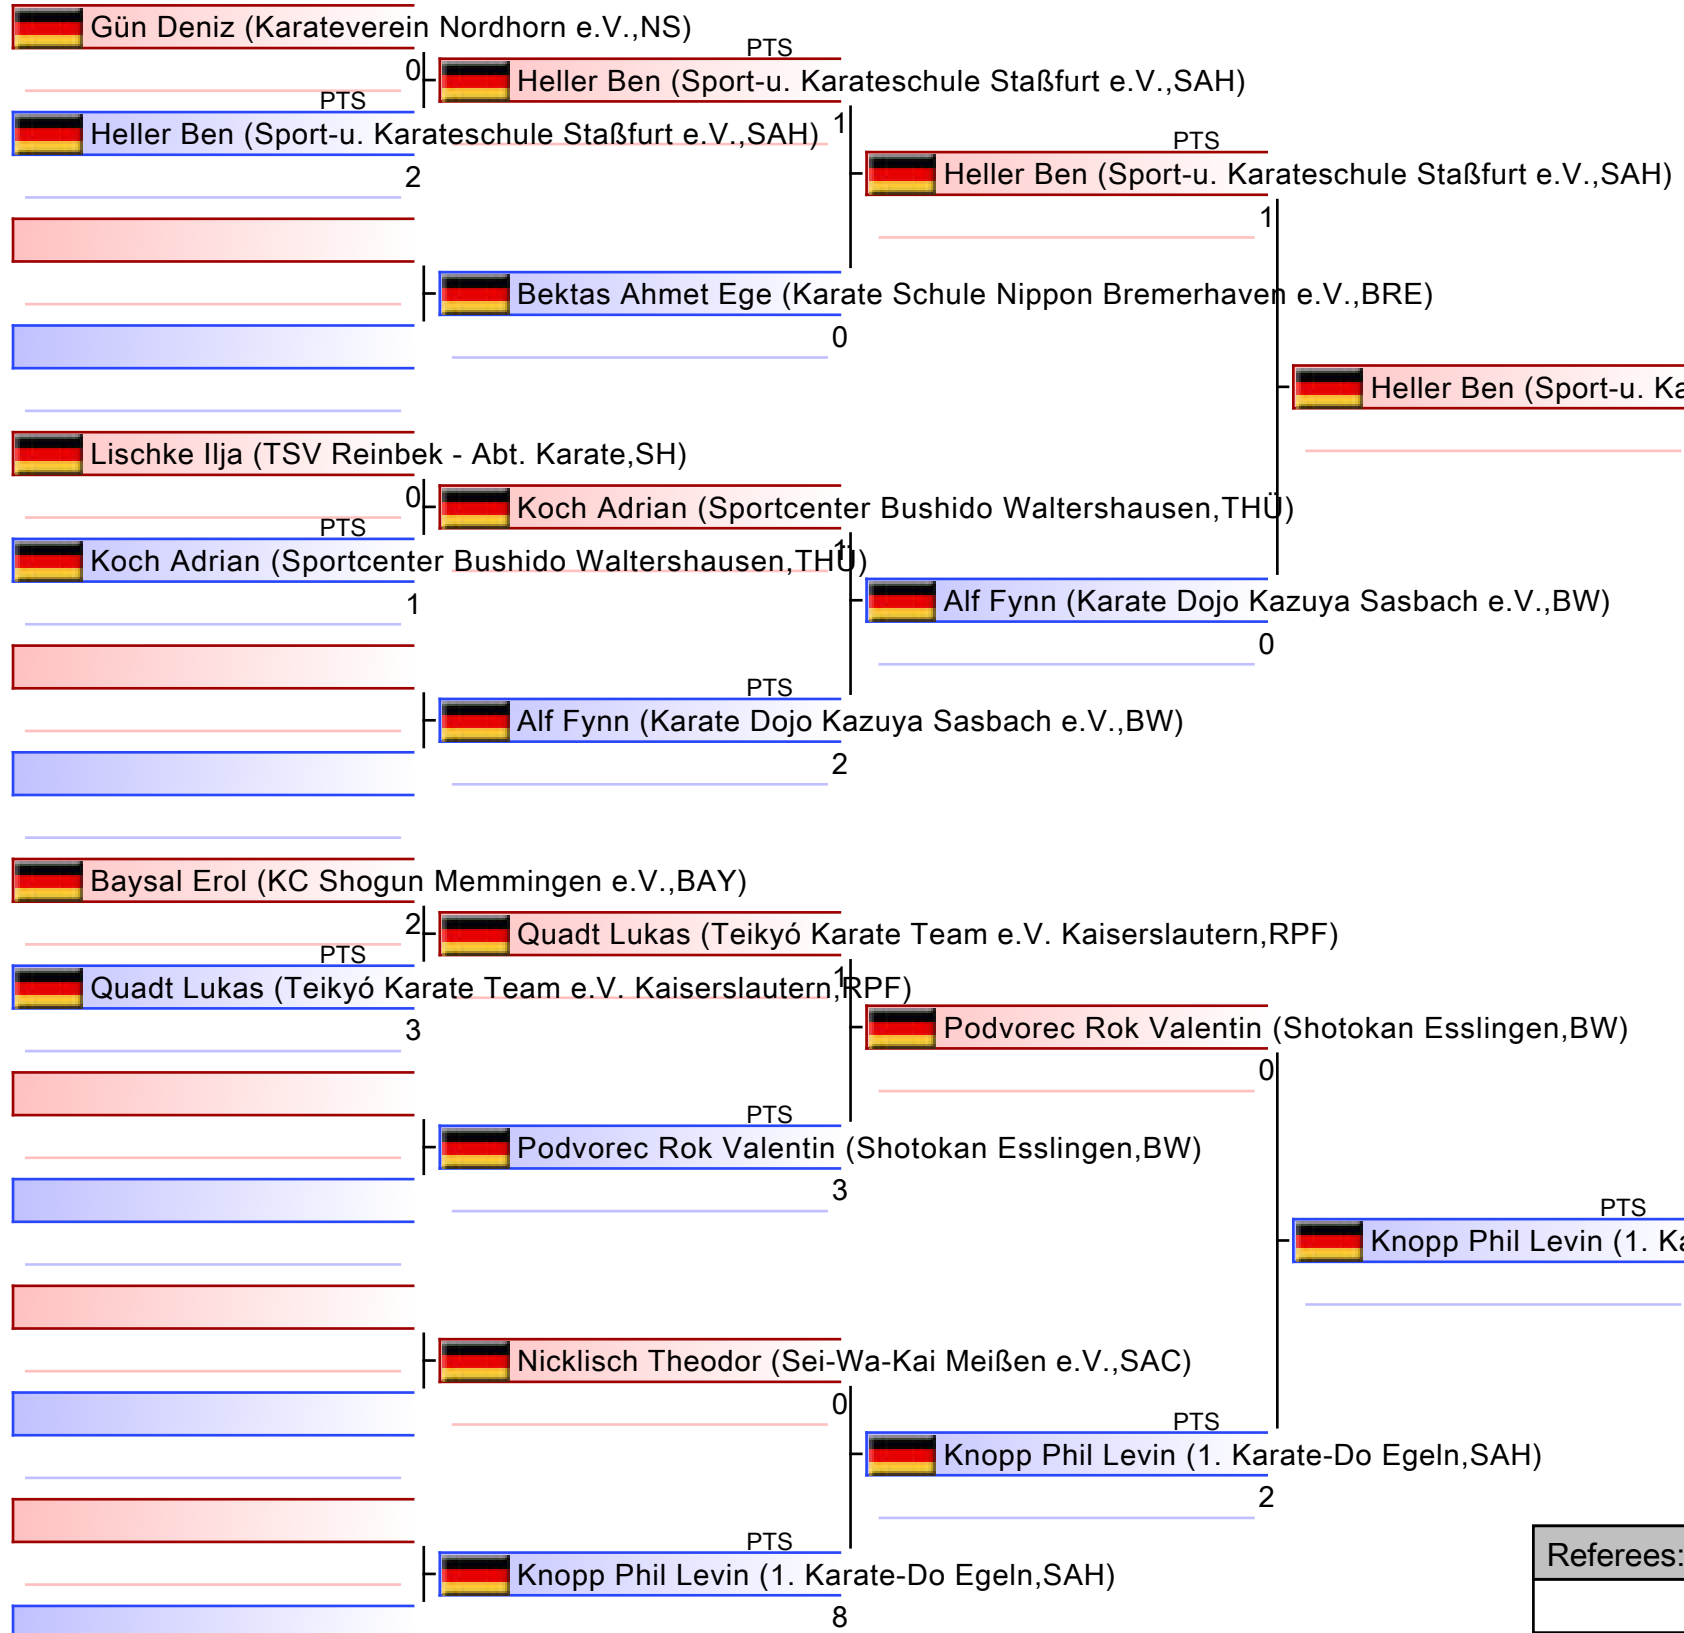 Gün Deniz (Karateverein Nordhorn e.V.,NS)
0
PTS
Heller Ben (Sport-u. Karateschule Staßfurt e.V.,SAH)
2
Lischke Ilja (TSV Reinbek - Abt. Karate,SH)
0
PTS
Koch Adrian (Sportcenter Bushido Waltershausen,THÜ)
1
Baysal Erol (KC Shogun Memmingen e.V.,BAY)
2
PTS
Quadt Lukas (Teikyó Karate Team e.V. Kaiserslautern,RPF)
3
PTS
Heller Ben (Sport-u. Karateschule Staßfurt e.V.,SAH)
1
Bektas Ahmet Ege (Karate Schule Nippon Bremerhaven e.V.,BRE)
0
Koch Adrian (Sportcenter Bushido Waltershausen,THÜ)
1
PTS
Alf Fynn (Karate Dojo Kazuya Sasbach e.V.,BW)
2
Quadt Lukas (Teikyó Karate Team e.V. Kaiserslautern,RPF)
1
PTS
Podvorec Rok Valentin (Shotokan Esslingen,BW)
3
Nicklisch Theodor (Sei-Wa-Kai Meißen e.V.,SAC)
0
PTS
Knopp Phil Levin (1. Karate-Do Egeln,SAH)
8
PTS
Heller Ben (Sport-u. Karateschule Staßfurt e.V.,SAH)
1
Alf Fynn (Karate Dojo Kazuya Sasbach e.V.,BW)
0
Podvorec Rok Valentin (Shotokan Esslingen,BW)
0
PTS
Knopp Phil Levin (1. Karate-Do Egeln,SAH)
2
Heller Ben (Sport-u. Ka
PTS
Knopp Phil Levin (1. Ka
Referees: